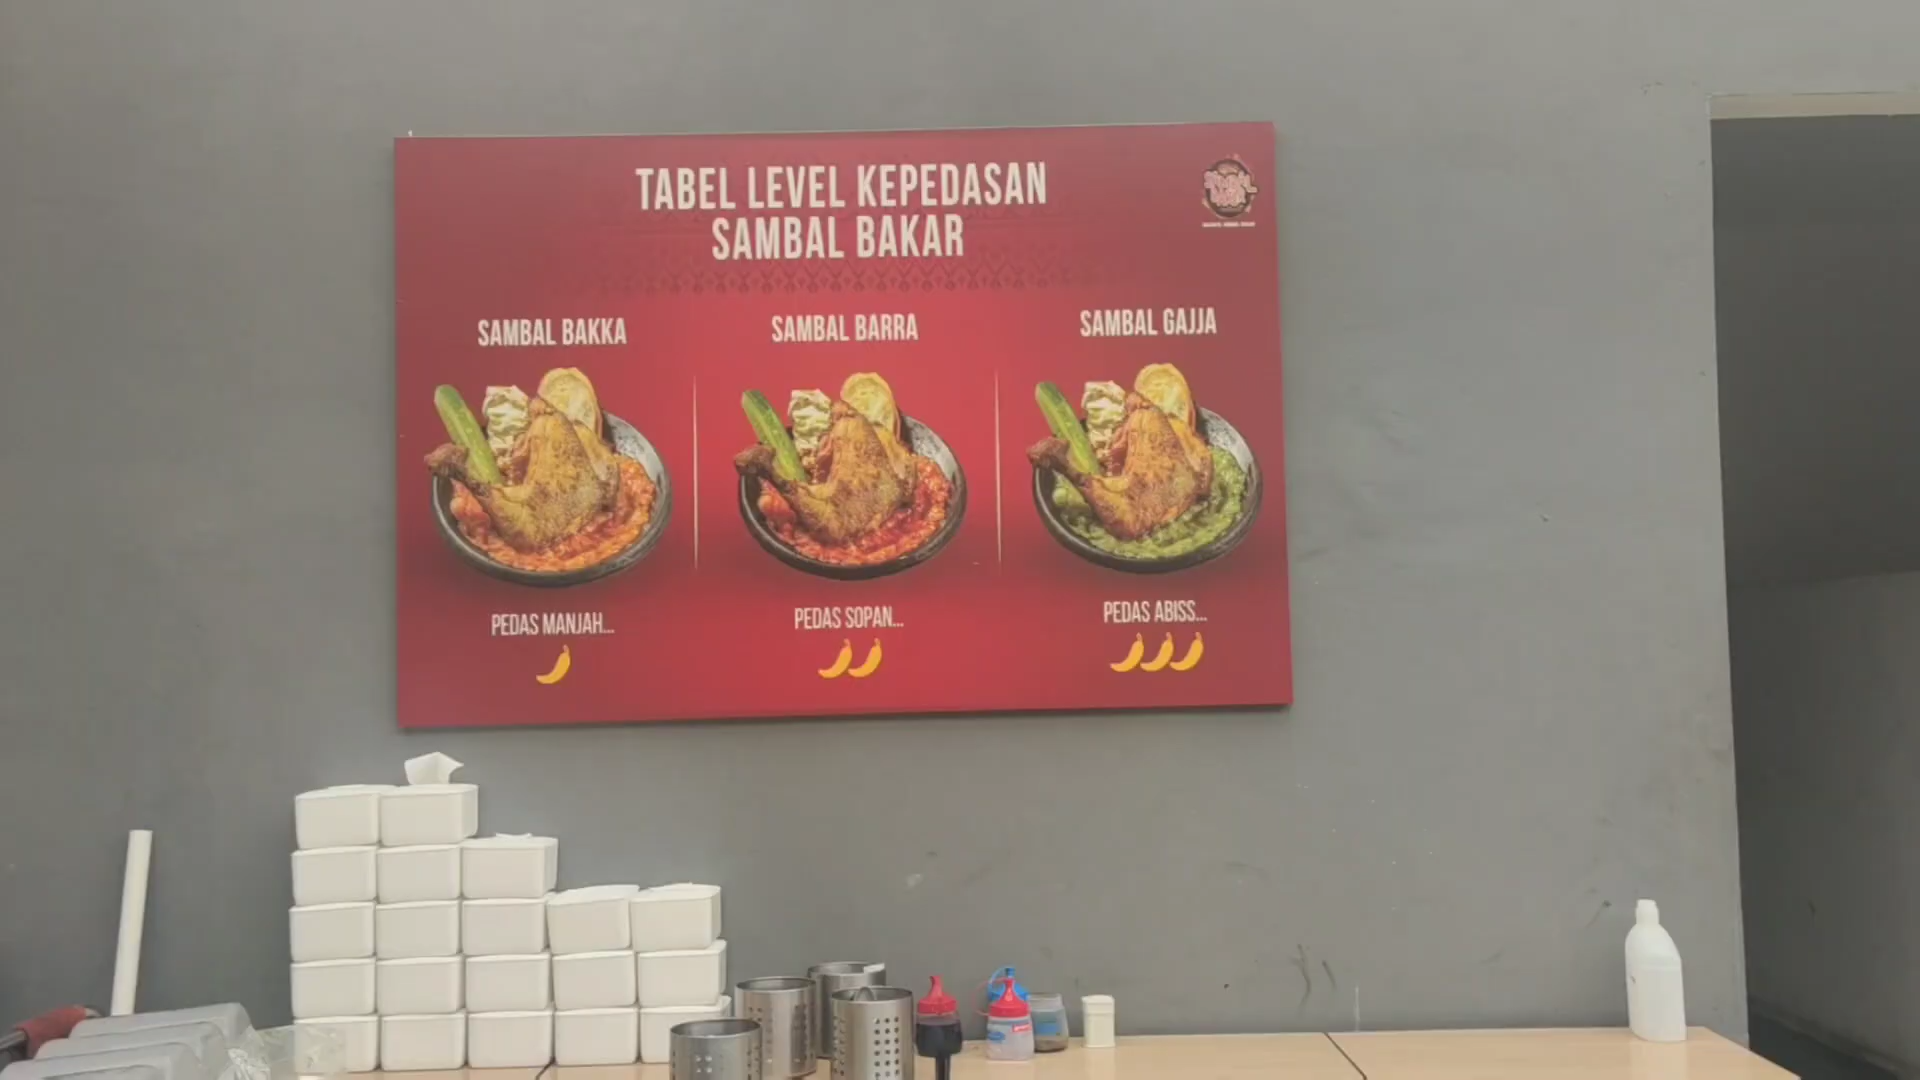 TABEL LEVEL KEPEDASAN
SAMBAL BAKAR
SAMBAL BAKKA
SAMBAL BARRA
SAMBAL GAJJA
PEDAS MANJAH...
PEDAS SOPAN...
PEDAS ABISS...